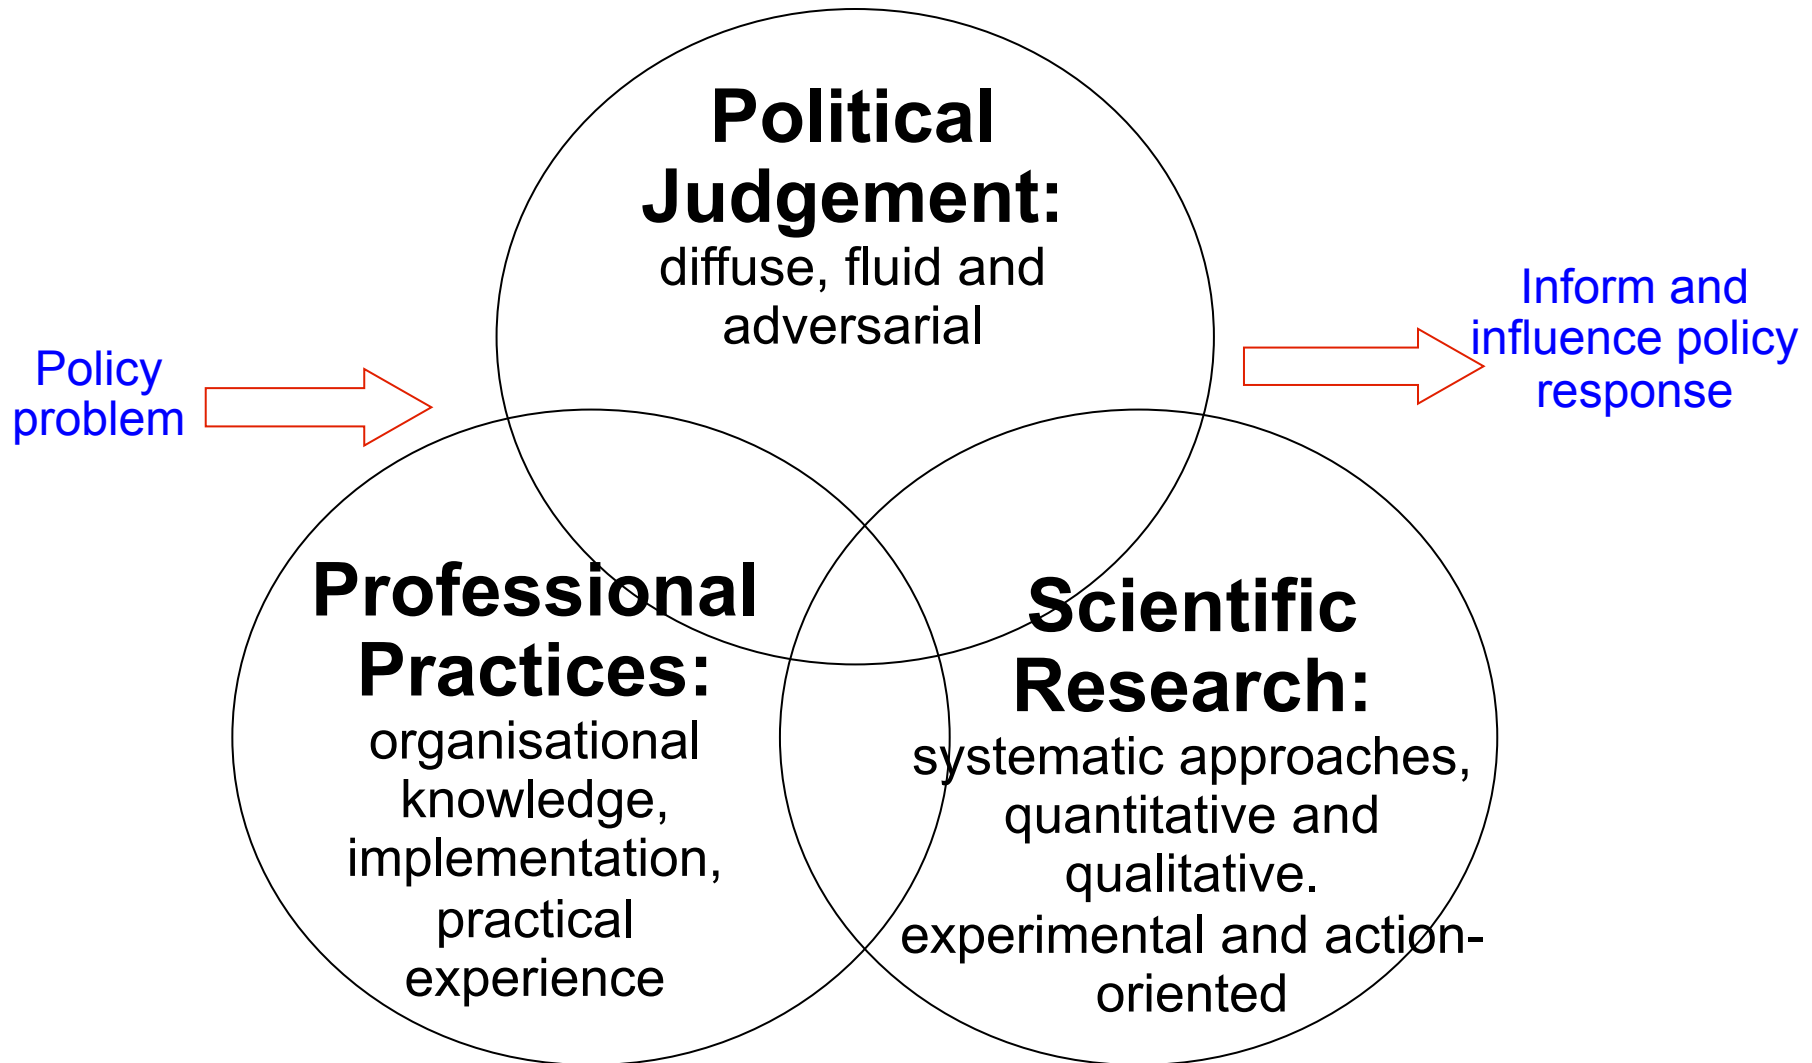 Political
Judgement:
diffuse, fluid and
adversarial
Policy
problem
Inform and
influence policy
response
Professional
Practices:
organisational
knowledge,
implementation,
practical
experience
Scientific
Research:
systematic approaches,
quantitative and
qualitative.
experimental and action-
oriented